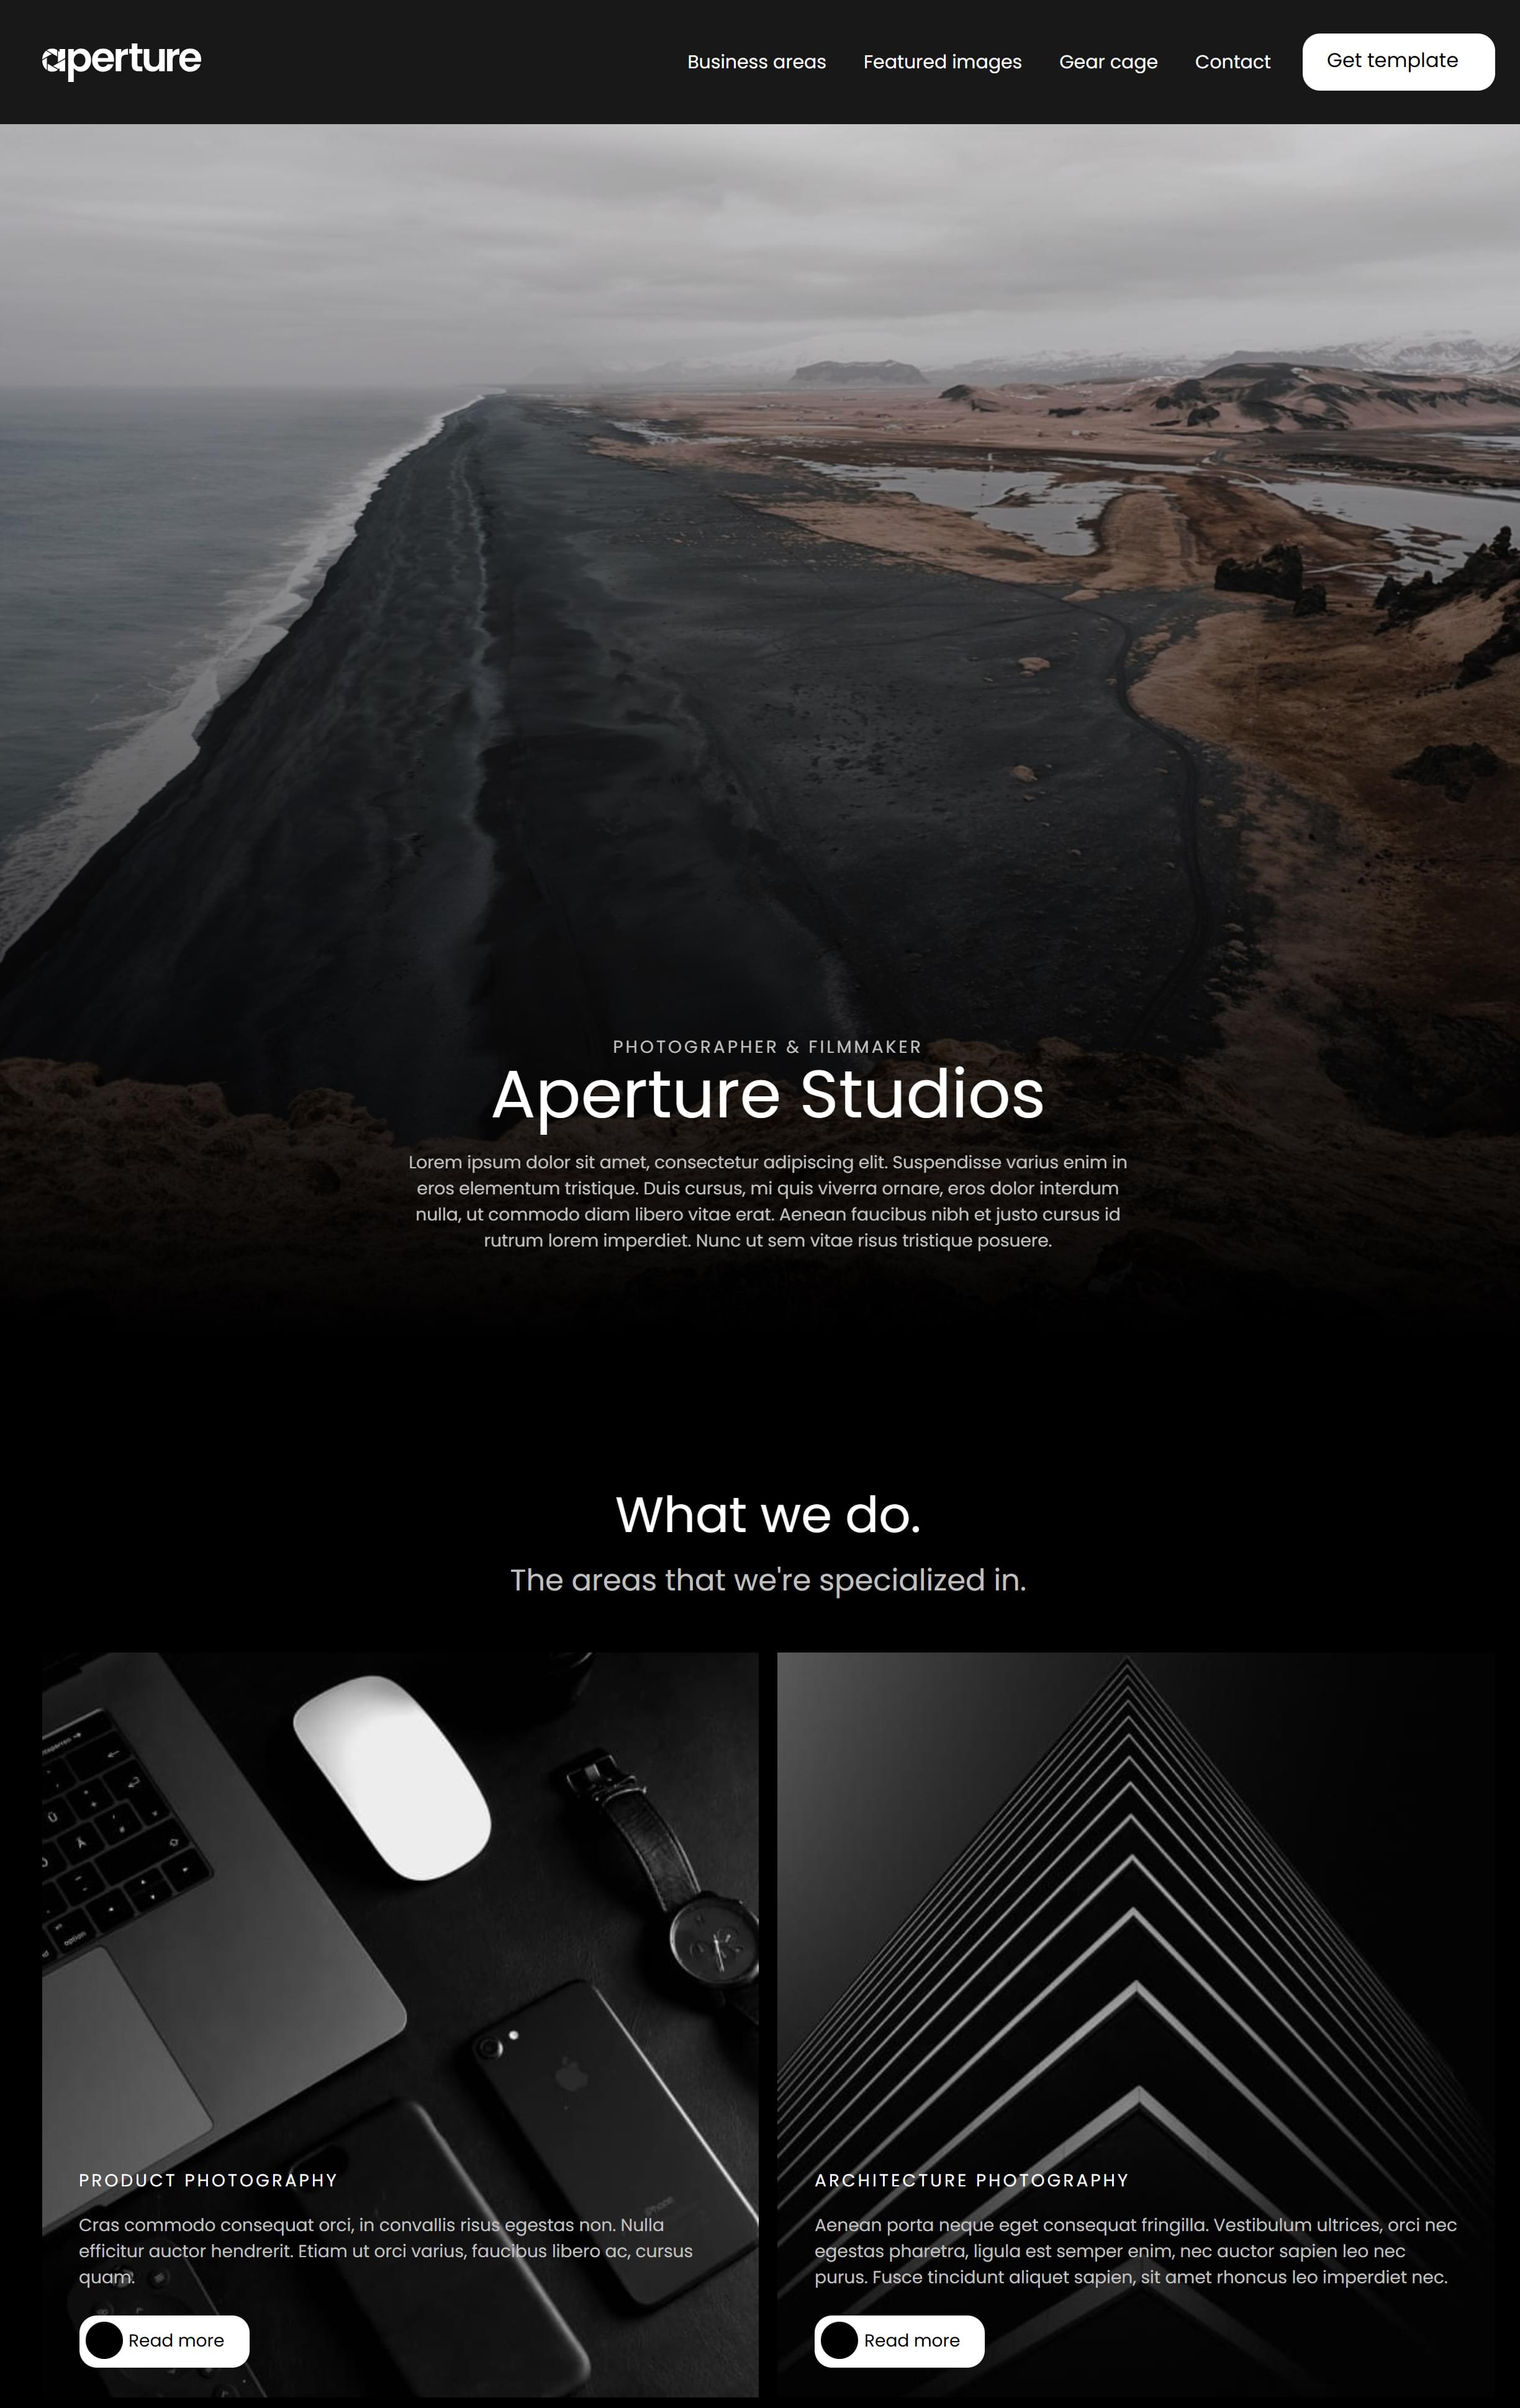 aperture
Business areas
Featured images
Gear cage
Contact
Get template
PHOTOGRAPHER & FILMMAKER
Aperture Studios
Lorem ipsum dolor sit amet, consectetur adipiscing elit. Suspendisse varius enim in
eros elementum tristique. Duis cursus, mi quis viverra ornare, eros dolor interdum
nulla, ut commodo diam libero vitae erat. Aenean faucibus nibh et justo cursus id
rutrum lorem imperdiet. Nunc ut sem vitae risus tristique posuere.
What we do.
The areas that we're specialized in.
option
iPhone
PRODUCT PHOTOGRAPHY
Cras commodo consequat orci, in convallis risus egestas non. Nulla
efficitur auctor hendrerit. Etiam ut orci varius, faucibus libero ac, cursus
quam.
Read more
ARCHITECTURE PHOTOGRAPHY
Aenean porta neque eget consequat fringilla. Vestibulum ultrices, orci nec
egestas pharetra, ligula est semper enim, nec auctor sapien leo nec
purus. Fusce tincidunt aliquet sapien, sit amet rhoncus leo imperdiet nec.
Read more